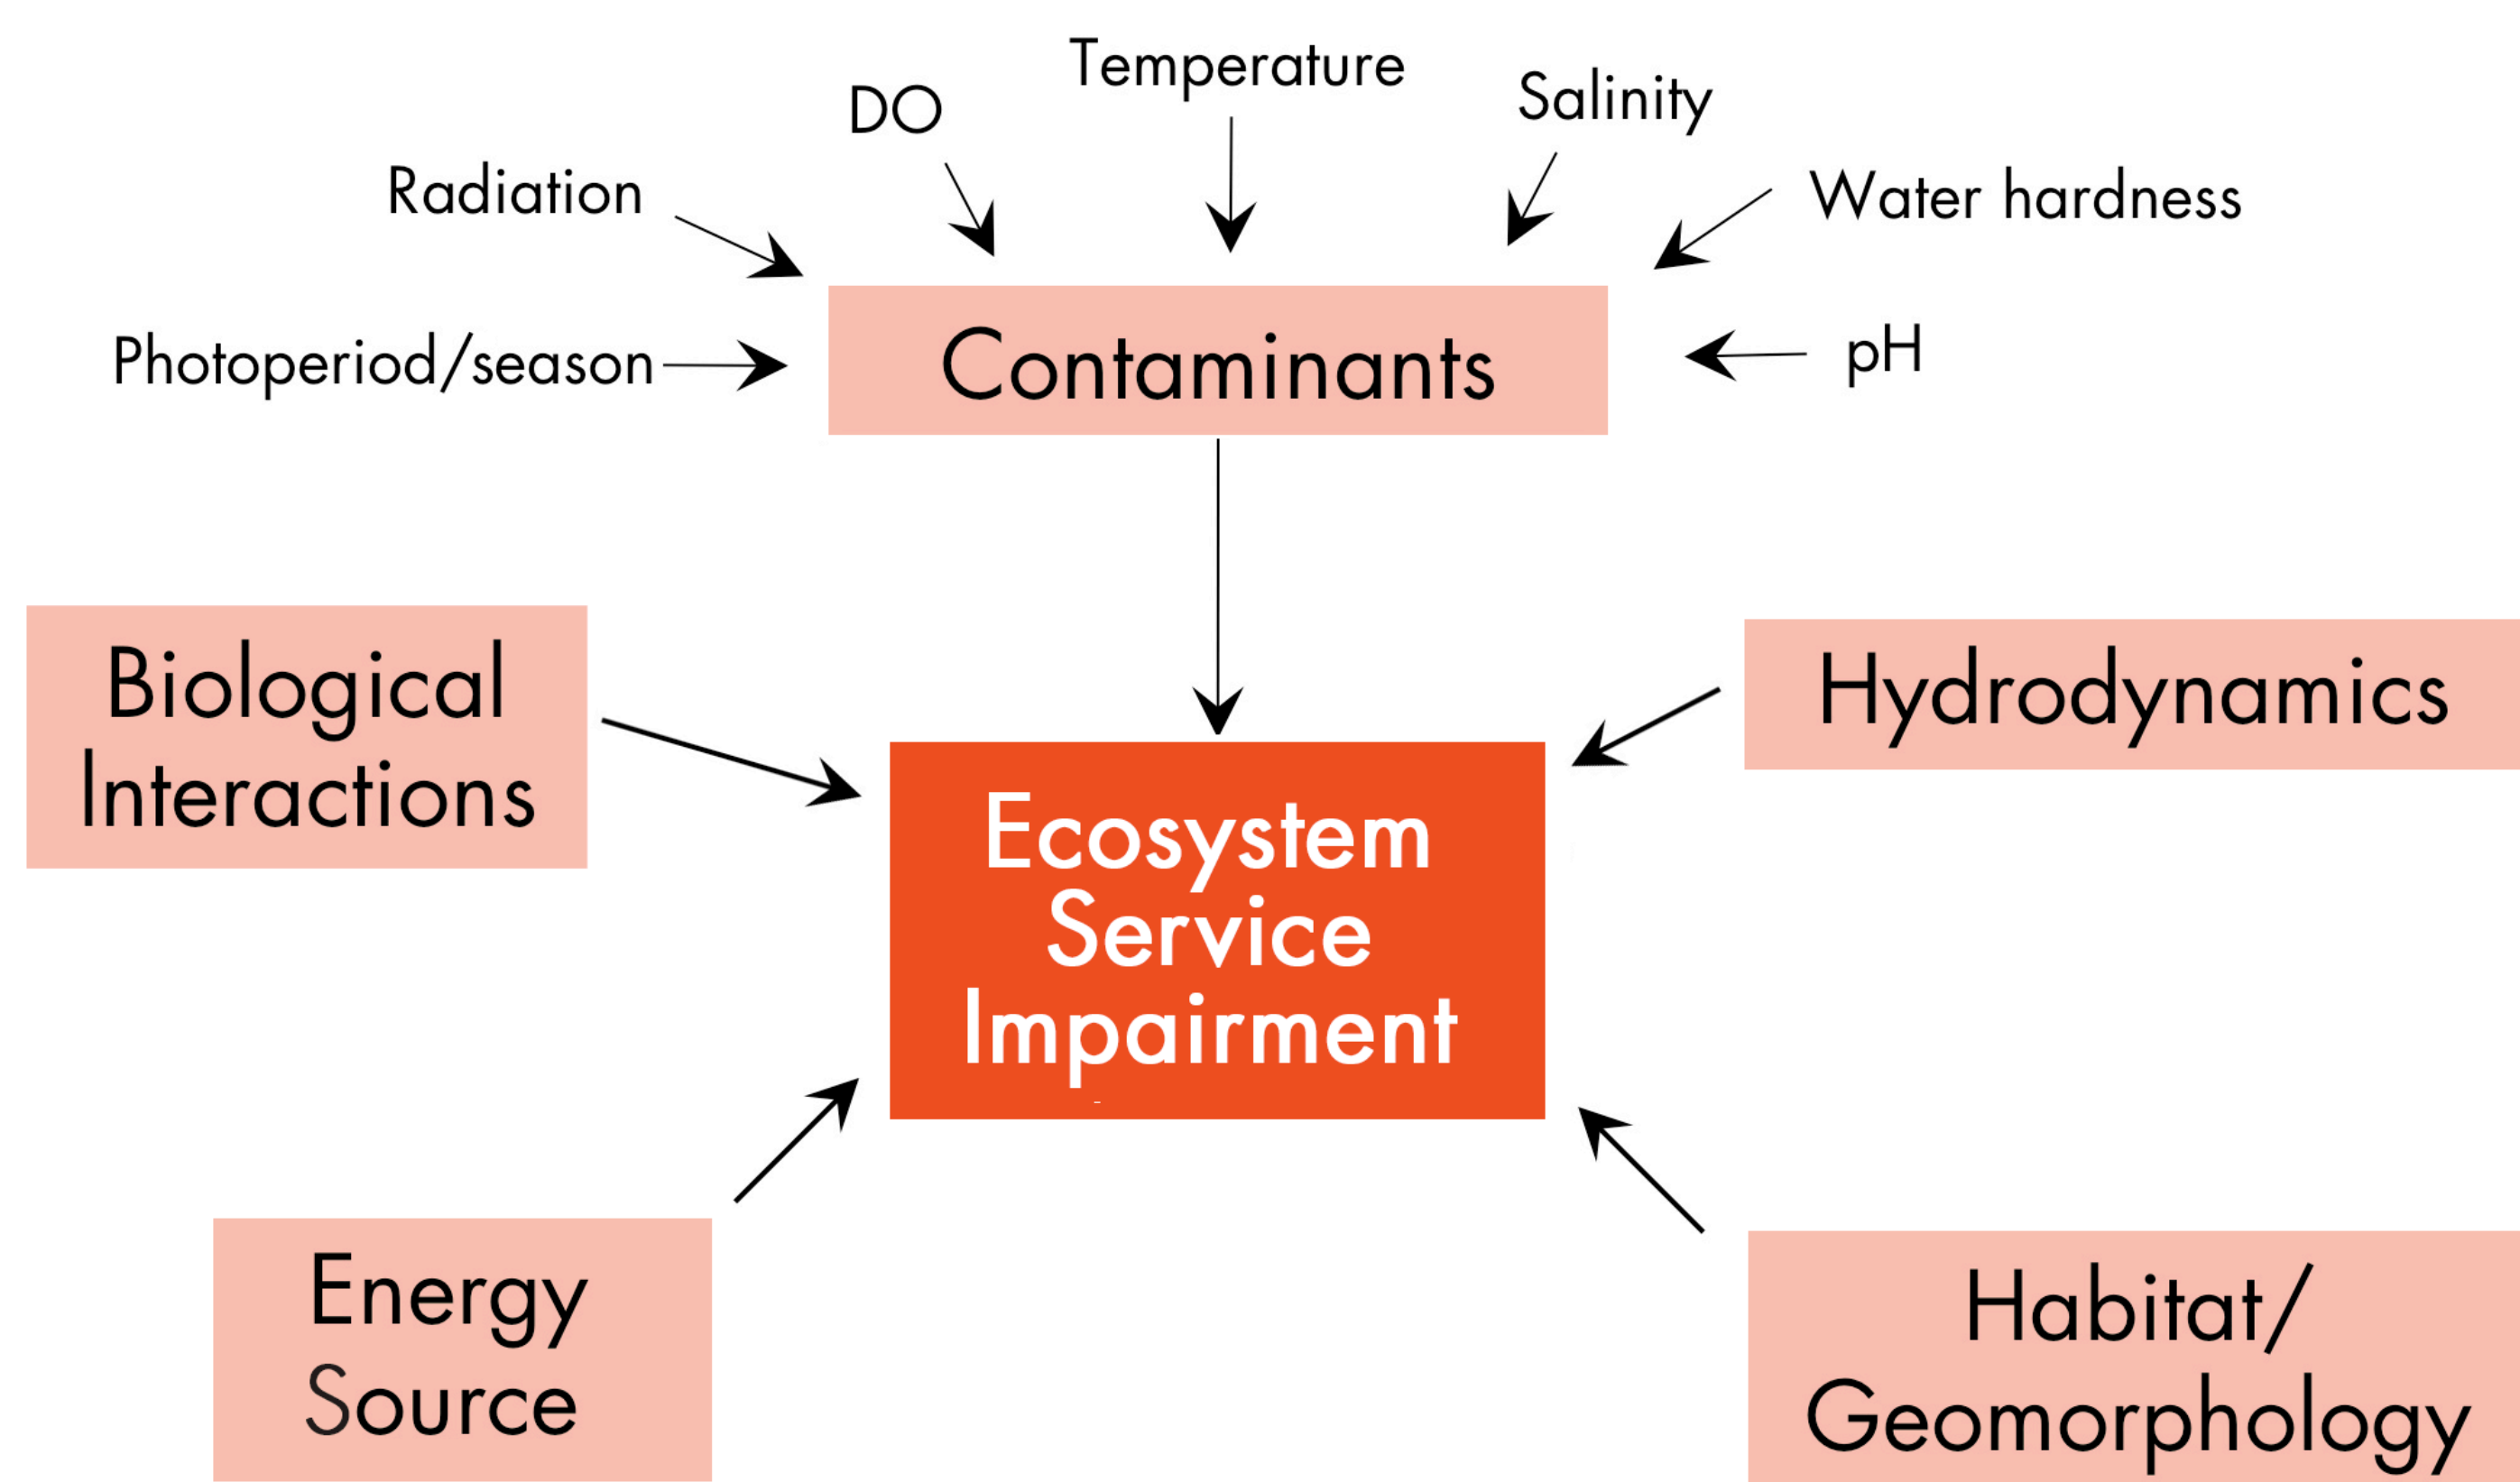 Temperature
DO
Salinity
Radiation
Water hardness
Photoperiod/season
Contaminants
pH
Biological
Interactions
Hydrodynamics
Ecosystem
Service
Impairment
Energy
Source
Habitat/
Geomorphology